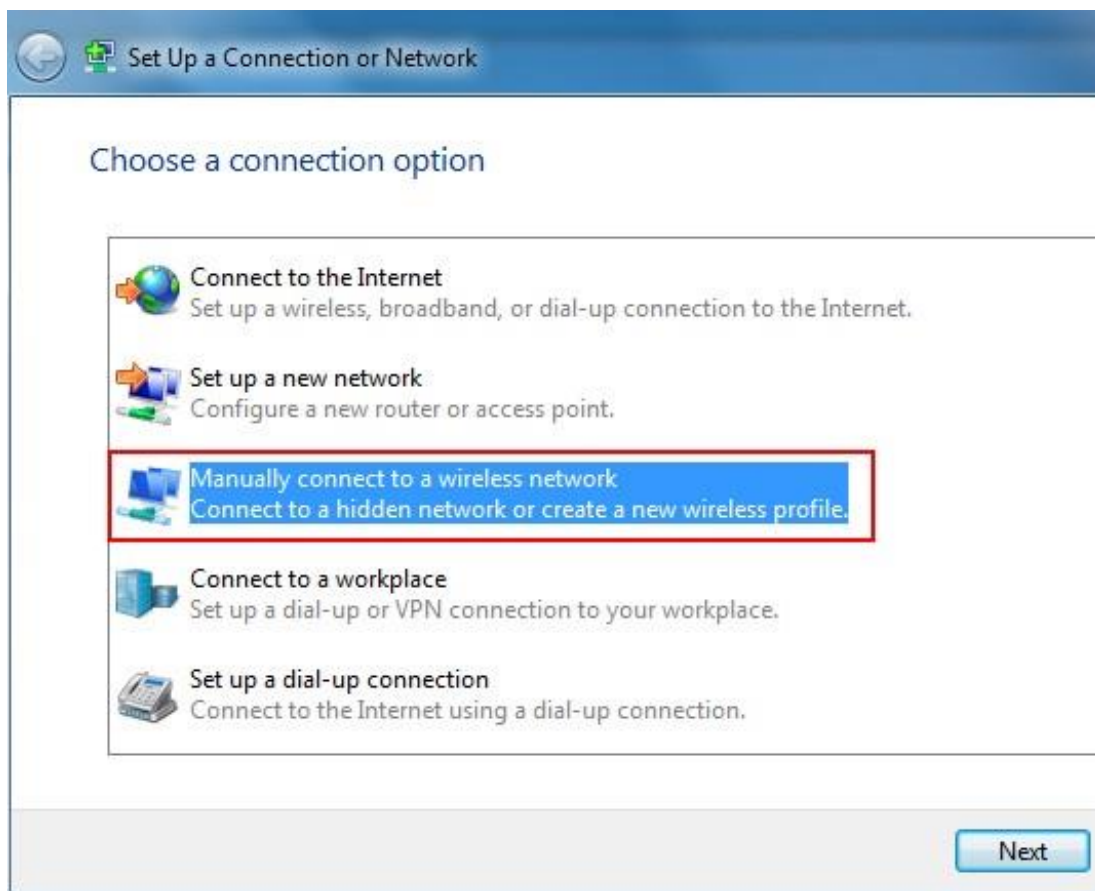 Set Up a Connection or Network
Choose a connection option
Connect to the Internet
Set up a wireless, broadband, or dial-up connection to the Internet.
Set up a new network
Configure a new router or access point.
Manually connect to a wireless network
Connect to a hidden network or create a new wireless profile.
Connect to a workplace
Set up a dial-up or VPN connection to your workplace.
Set up a dial-up connection
Connect to the Internet using a dial-up connection.
Next